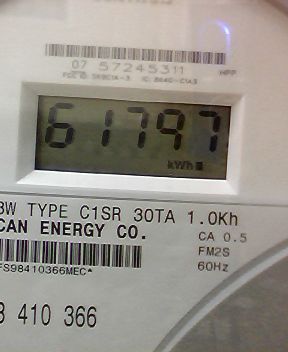 07 57245311 HPP
61797
kWh
3W TYPE C1SR 30TA 1.0Kh
CAN ENERGY CO.
CA 0.5
FM2S
FS98410366MEC*
60Hz
410 366